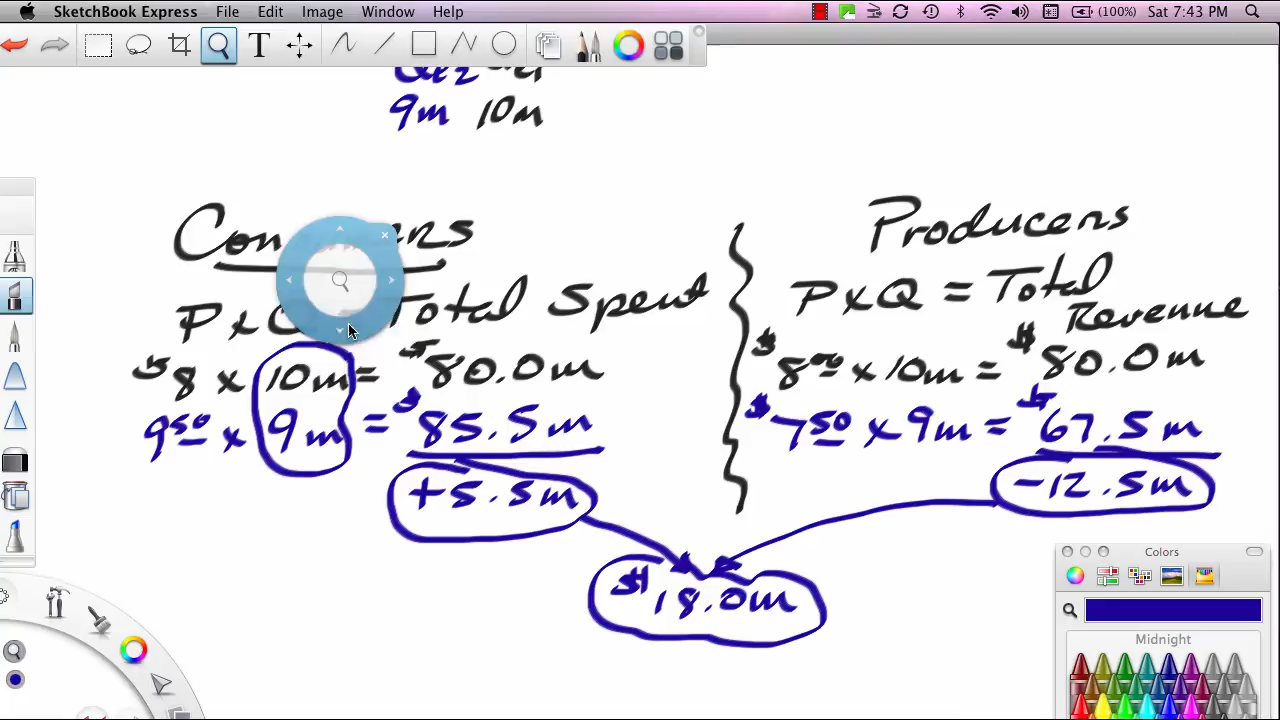 SketchBook Express File Edit Image Window Help (100%) Sat 7:43 PM
T
9m 10m
Producers
P x Q = Total Revenue
Total Spent
$8 x 10m = $80.0m
$8.00 x 10m = $80.0m
9.50 x 9m = $85.5m
$7.50 x 9m = $67.5m
+5.5m
-12.5m
$18.0m
Colors
Midnight